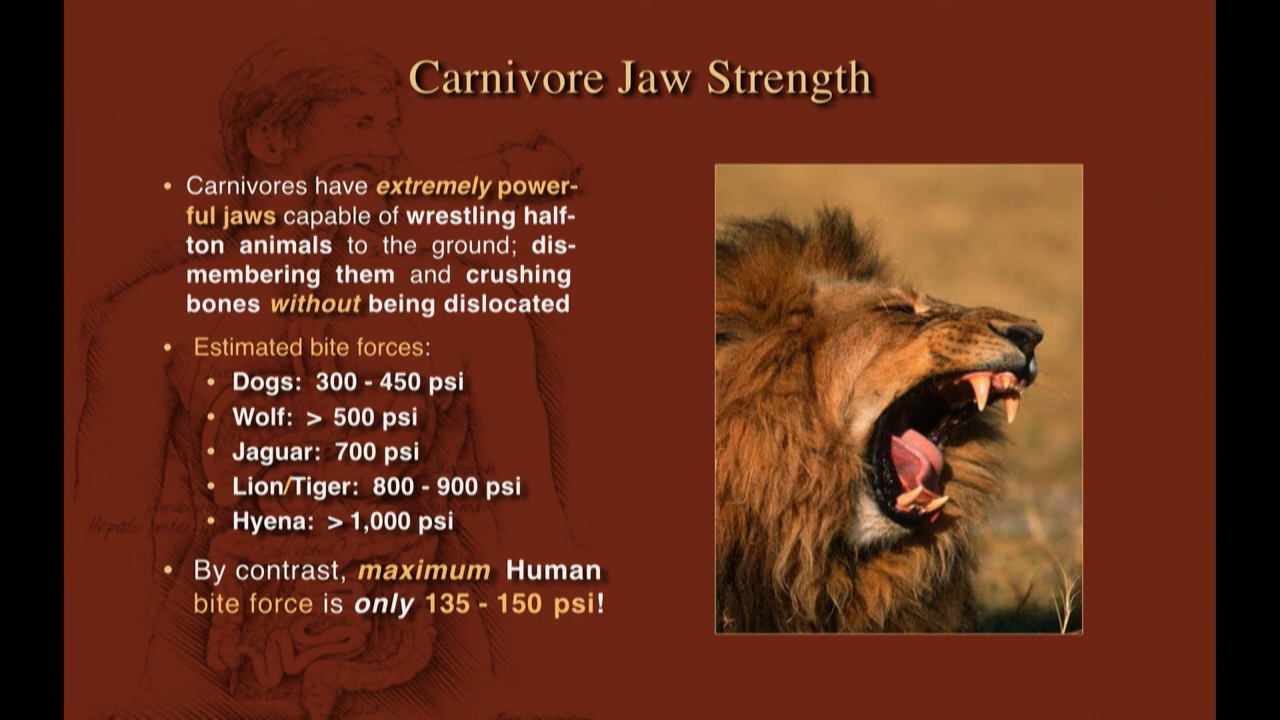 Carnivore Jaw Strength
• Carnivores have extremely power-
ful jaws capable of wrestling half-
ton animals to the ground; dis-
membering them and crushing
bones without being dislocated
• Estimated bite forces:
• Dogs: 300 - 450 psi
• Wolf: > 500 psi
• Jaguar: 700 psi
• Lion/Tiger: 800 - 900 psi
• Hyena: > 1,000 psi
• By contrast, maximum Human
bite force is only 135 - 150 psi!